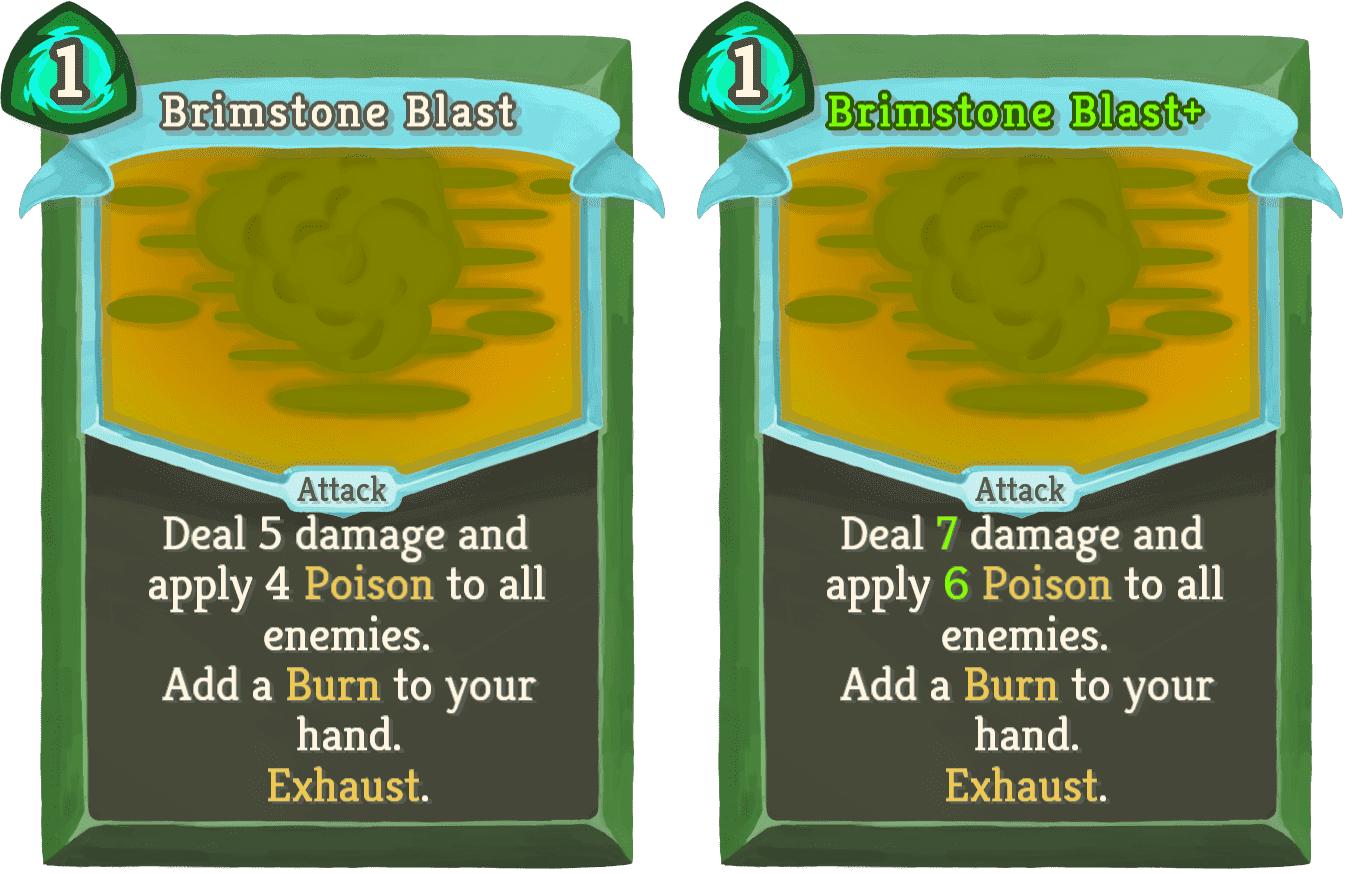 1
Brimstone Blast
Attack
Deal 5 damage and
apply 4 Poison to all
enemies.
Add a Burn to your
hand.
Exhaust.
1
Brimstone Blast+
Attack
Deal 7 damage and
apply 6 Poison to all
enemies.
Add a Burn to your
hand.
Exhaust.